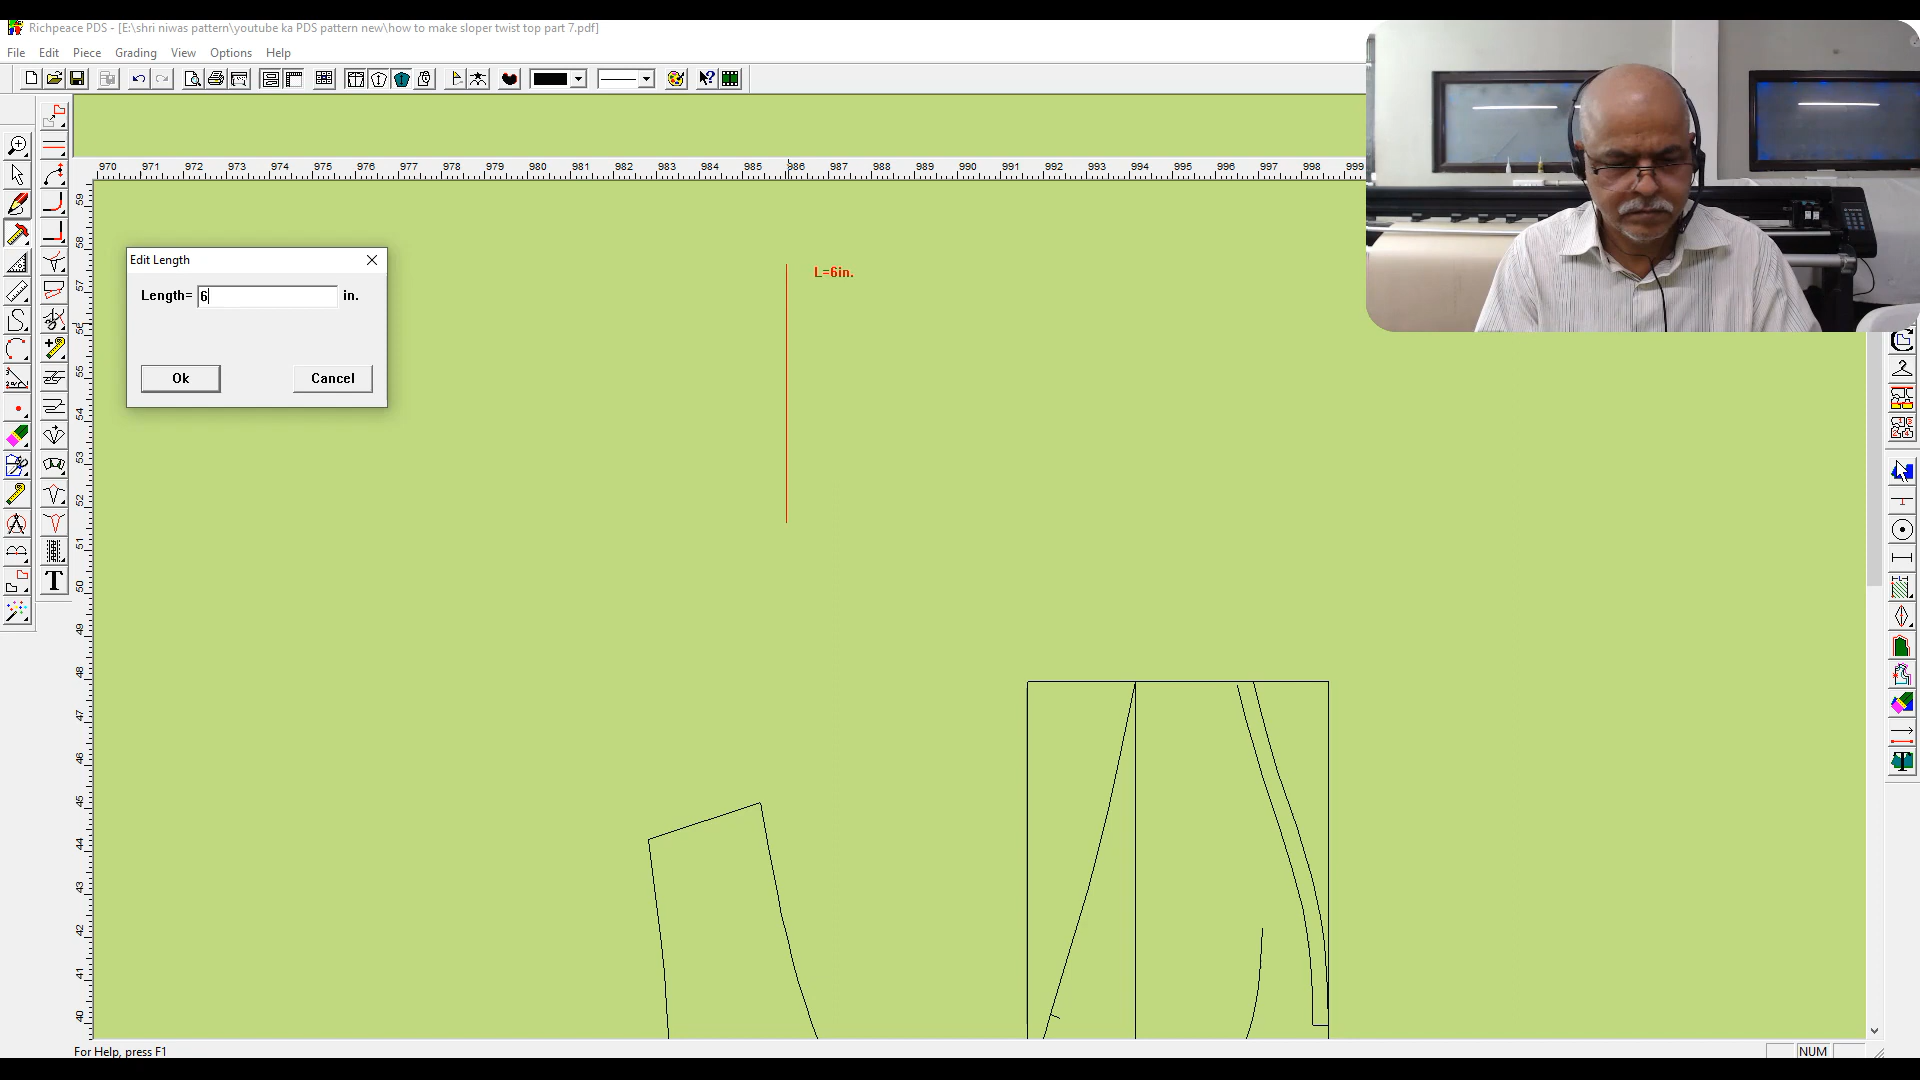 Richpeace PDS - [E:\shri niwas pattern\youtube ka PDS pattern new\how to make sloper twist top part 7.pdf]
File Edit Piece Grading View Options Help
970 971 972 973 974 975 976 977 978 979 980 981 982 983 984 985 986 987 988 989 990 991 992 993 994 995 996 997 998 999
59
58
57
56
55
54
53
52
51
50
49
48
47
46
45
44
43
42
41
40
Edit Length
Length= 6 in.
Ok Cancel
L=6in.
T
For Help, press F1
NUM